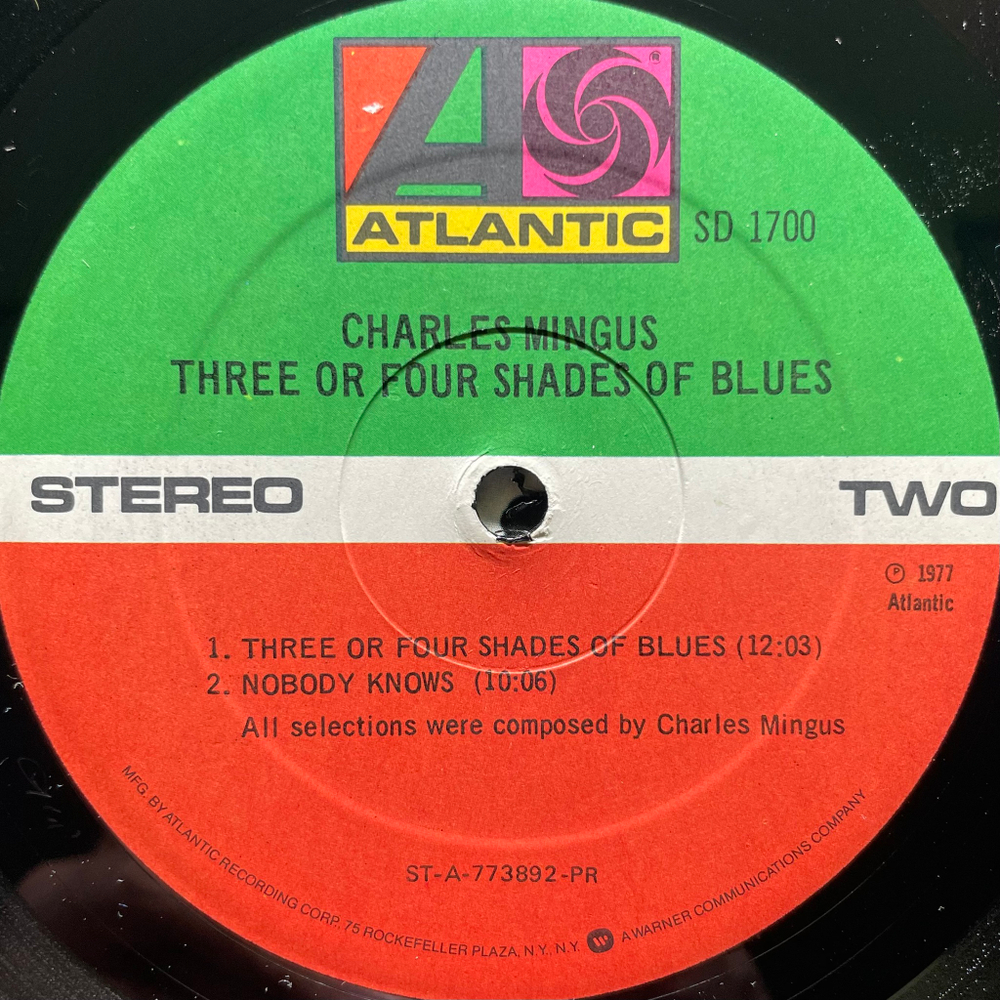 A
®
ATLANTIC
SD 1700
CHARLES MINGUS
THREE OR FOUR SHADES OF BLUES
STEREO
TWO
Ⓟ 1977
Atlantic
1. THREE OR FOUR SHADES OF BLUES (12:03)
2. NOBODY KNOWS (10:06)
All selections were composed by Charles Mingus
ST-A-773892-PR
MFG. BY ATLANTIC RECORDING CORP., 75 ROCKEFELLER PLAZA, N.Y., N.Y. W A WARNER COMMUNICATIONS COMPANY